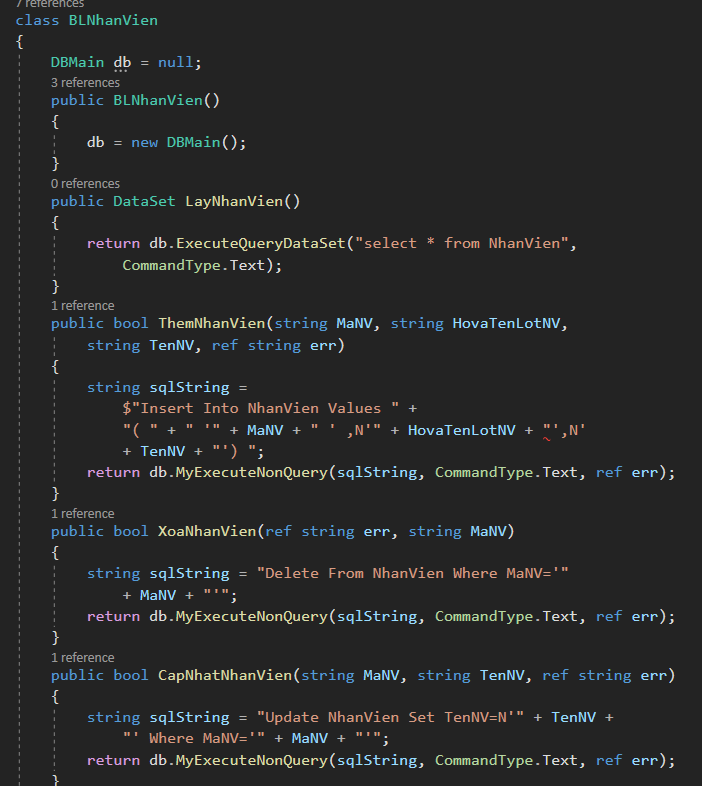 7 references
class BLNhanVien
{
DBMain db = null;
3 references
public BLNhanVien()
{
db = new DBMain();
}
0 references
public DataSet LayNhanVien()
{
return db.ExecuteQueryDataSet("select * from NhanVien",
CommandType.Text);
}
1 reference
public bool ThemNhanVien(string MaNV, string HovaTenLotNV,
string TenNV, ref string err)
{
string sqlString =
$"Insert Into NhanVien Values " +
"( " + " '" + MaNV + " ' ,N'" + HovaTenLotNV + "',N'
+ TenNV + "') ";
return db.MyExecuteNonQuery(sqlString, CommandType.Text, ref err);
}
1 reference
public bool XoaNhanVien(ref string err, string MaNV)
{
string sqlString = "Delete From NhanVien Where MaNV='"
+ MaNV + "'";
return db.MyExecuteNonQuery(sqlString, CommandType.Text, ref err);
}
1 reference
public bool CapNhatNhanVien(string MaNV, string TenNV, ref string err)
{
string sqlString = "Update NhanVien Set TenNV=N'" + TenNV +
"' Where MaNV='" + MaNV + "'";
return db.MyExecuteNonQuery(sqlString, CommandType.Text, ref err);
}